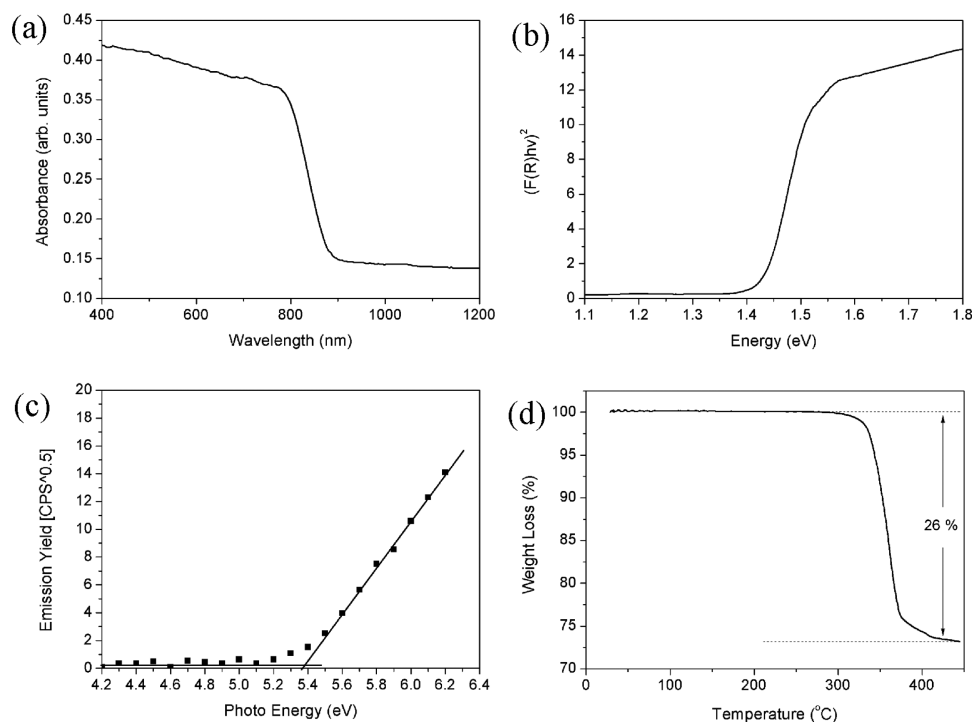 (a)
0.45
0.40
0.35
0.30
0.25
0.20
0.15
0.10
400 600 800 1000 1200
Absorbance (arb. units)
Wavelength (nm)
(b)
16
14
12
10
8
6
4
2
0
1.1 1.2 1.3 1.4 1.5 1.6 1.7 1.8
(F(R)hv)²
Energy (eV)
(c)
20
18
16
14
12
10
8
6
4
2
0
4.2 4.4 4.6 4.8 5.0 5.2 5.4 5.6 5.8 6.0 6.2 6.4
Emission Yield [CPS^0.5]
Photo Energy (eV)
(d)
100
95
90
85
80
75
70
0 100 200 300 400
Weight Loss (%)
Temperature (°C)
26 %